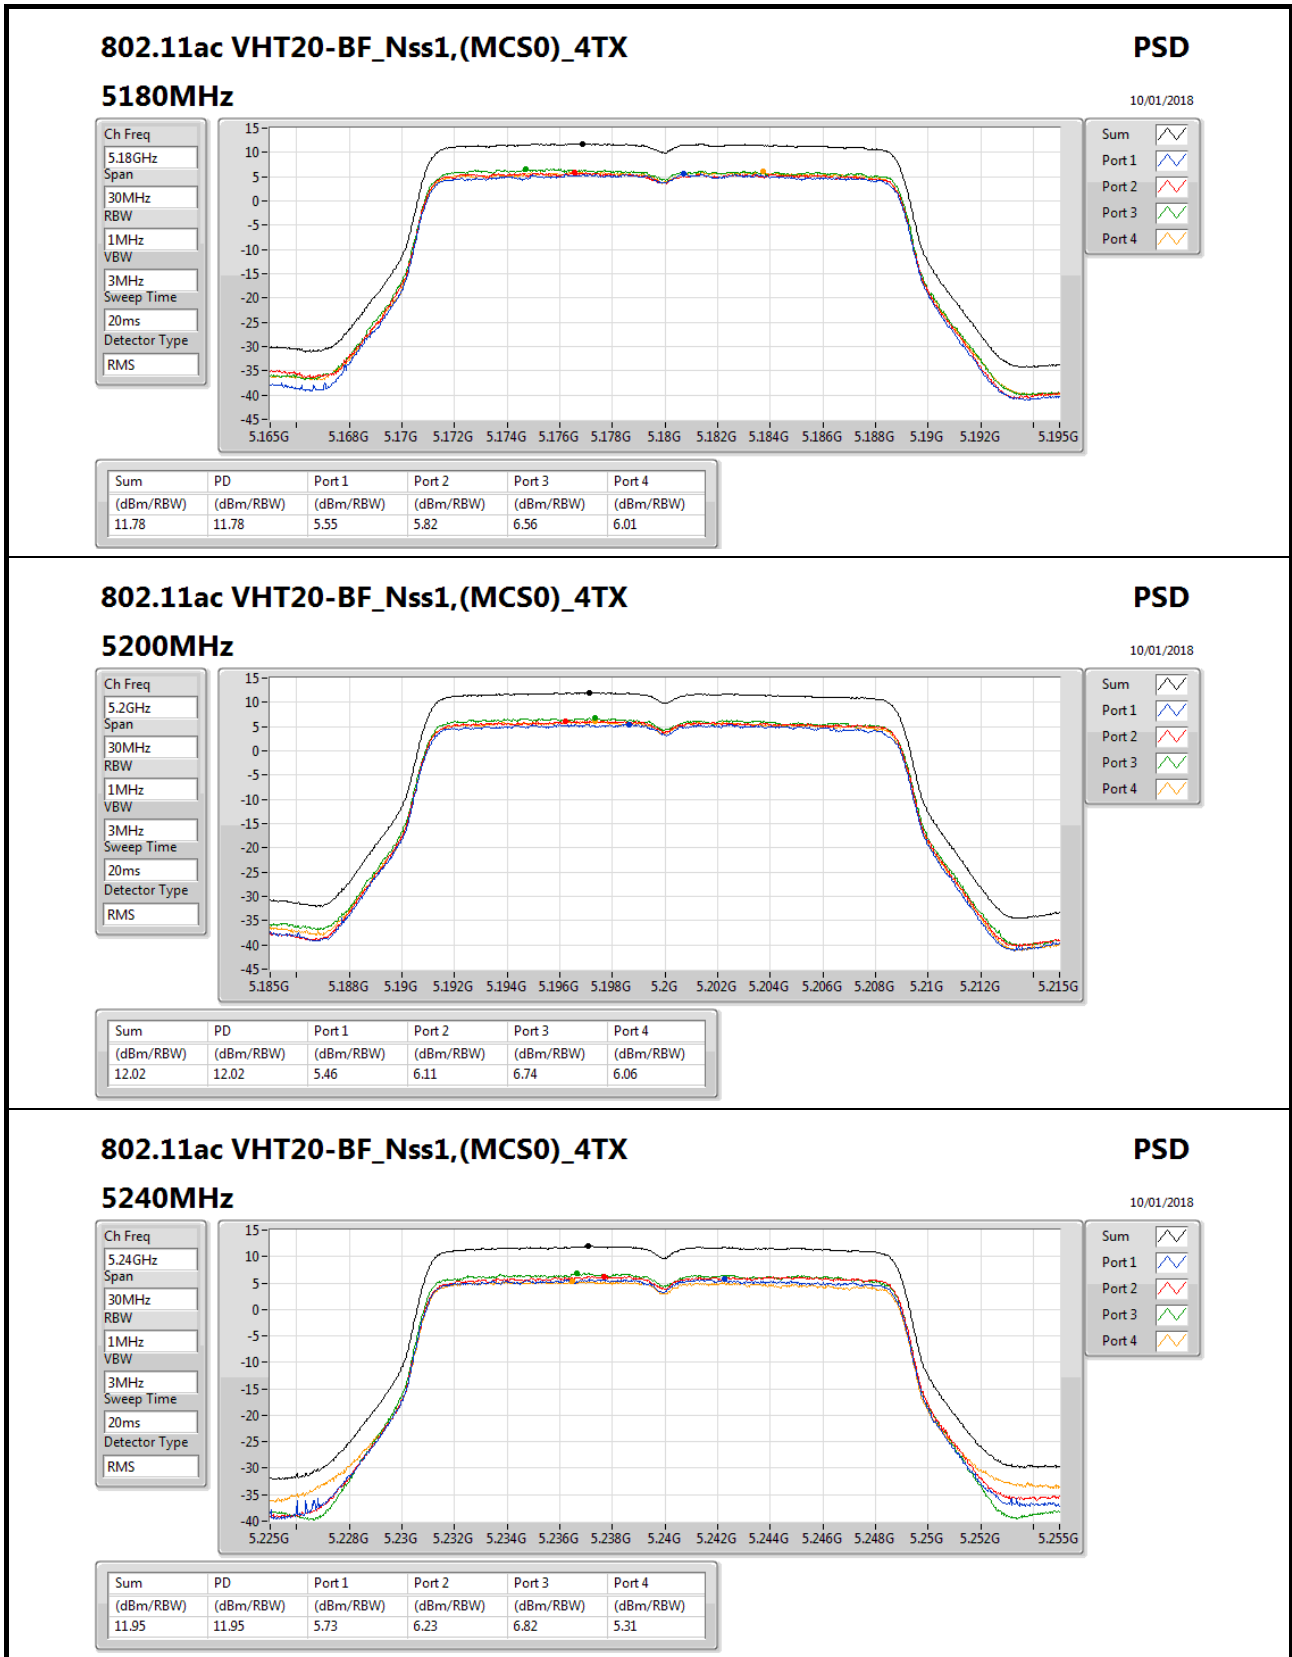 802.11ac VHT20-BF_Nss1,(MCS0)_4TX PSD
5180MHz 10/01/2018
Ch Freq
5.18GHz
Span
30MHz
RBW
1MHz
VBW
3MHz
Sweep Time
20ms
Detector Type
RMS
15
10
5
0
-5
-10
-15
-20
-25
-30
-35
-40
-45
5.165G 5.168G 5.17G 5.172G 5.174G 5.176G 5.178G 5.18G 5.182G 5.184G 5.186G 5.188G 5.19G 5.192G 5.195G
Sum
Port 1
Port 2
Port 3
Port 4
Sum PD Port 1 Port 2 Port 3 Port 4
(dBm/RBW) (dBm/RBW) (dBm/RBW) (dBm/RBW) (dBm/RBW) (dBm/RBW)
11.78 11.78 5.55 5.82 6.56 6.01
802.11ac VHT20-BF_Nss1,(MCS0)_4TX PSD
5200MHz 10/01/2018
Ch Freq
5.2GHz
Span
30MHz
RBW
1MHz
VBW
3MHz
Sweep Time
20ms
Detector Type
RMS
15
10
5
0
-5
-10
-15
-20
-25
-30
-35
-40
-45
5.185G 5.188G 5.19G 5.192G 5.194G 5.196G 5.198G 5.2G 5.202G 5.204G 5.206G 5.208G 5.21G 5.212G 5.215G
Sum
Port 1
Port 2
Port 3
Port 4
Sum PD Port 1 Port 2 Port 3 Port 4
(dBm/RBW) (dBm/RBW) (dBm/RBW) (dBm/RBW) (dBm/RBW) (dBm/RBW)
12.02 12.02 5.46 6.11 6.74 6.06
802.11ac VHT20-BF_Nss1,(MCS0)_4TX PSD
5240MHz 10/01/2018
Ch Freq
5.24GHz
Span
30MHz
RBW
1MHz
VBW
3MHz
Sweep Time
20ms
Detector Type
RMS
15
10
5
0
-5
-10
-15
-20
-25
-30
-35
-40
5.225G 5.228G 5.23G 5.232G 5.234G 5.236G 5.238G 5.24G 5.242G 5.244G 5.246G 5.248G 5.25G 5.252G 5.255G
Sum
Port 1
Port 2
Port 3
Port 4
Sum PD Port 1 Port 2 Port 3 Port 4
(dBm/RBW) (dBm/RBW) (dBm/RBW) (dBm/RBW) (dBm/RBW) (dBm/RBW)
11.95 11.95 5.73 6.23 6.82 5.31